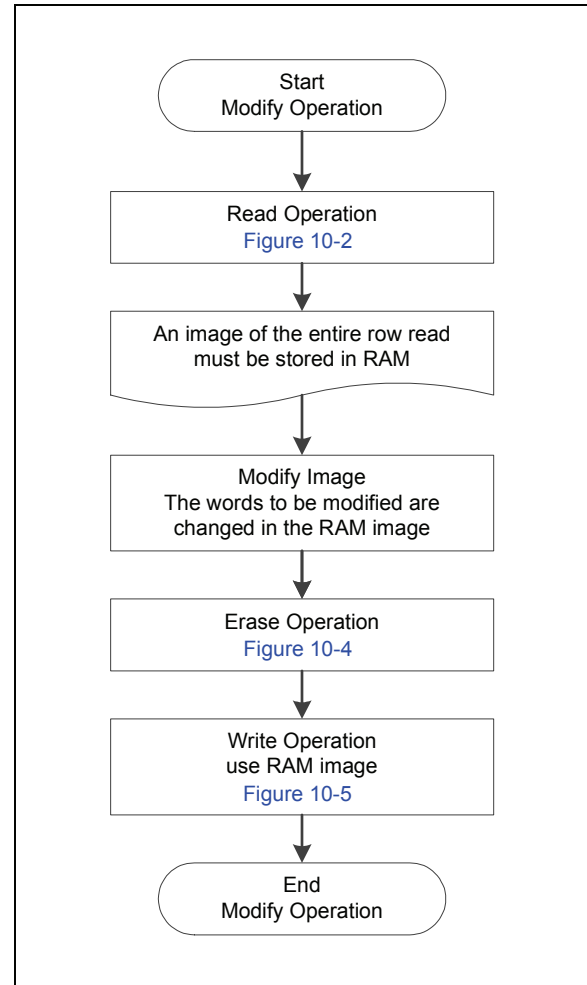 Start
Modify Operation
Read Operation
Figure 10-2
An image of the entire row read
must be stored in RAM
Modify Image
The words to be modified are
changed in the RAM image
Erase Operation
Figure 10-4
Write Operation
use RAM image
Figure 10-5
End
Modify Operation